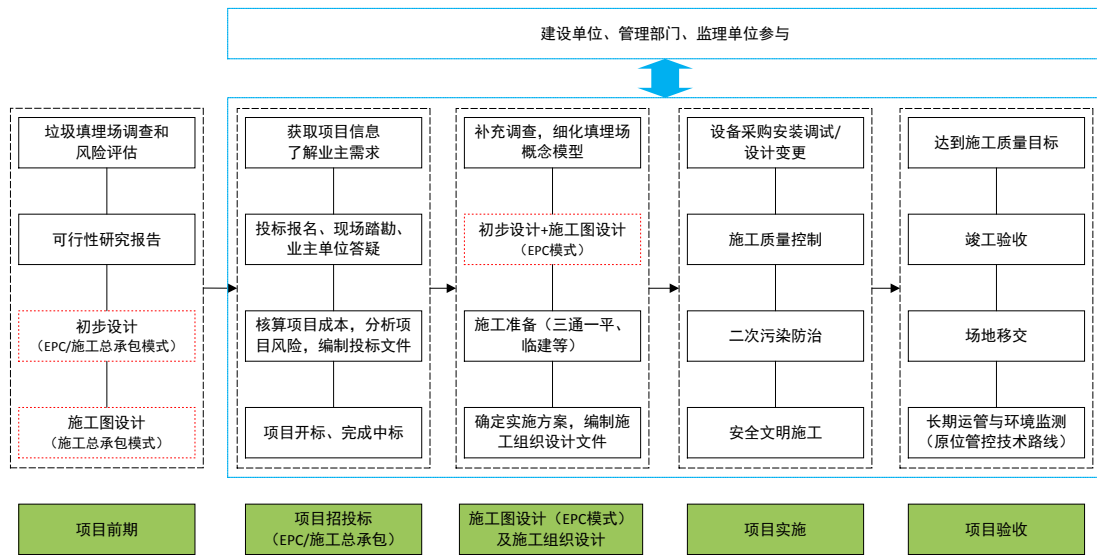 建设单位、管理部门、监理单位参与
垃圾填埋场调查和
风险评估
可行性研究报告
初步设计
（EPC/施工总承包模式）
施工图设计
（施工总承包模式）
获取项目信息
了解业主需求
投标报名、现场踏勘、
业主单位答疑
核算项目成本，分析项
目风险，编制投标文件
项目开标、完成中标
补充调查，细化填埋场
概念模型
初步设计+施工图设计
（EPC模式）
施工准备（三通一平、
临建等）
确定实施方案，编制施
工组织设计文件
设备采购安装调试/
设计变更
施工质量控制
二次污染防治
安全文明施工
达到施工质量目标
竣工验收
场地移交
长期运管与环境监测
（原位管控技术路线）
项目前期
项目招投标
（EPC/施工总承包）
施工图设计（EPC模式）
及施工组织设计
项目实施
项目验收